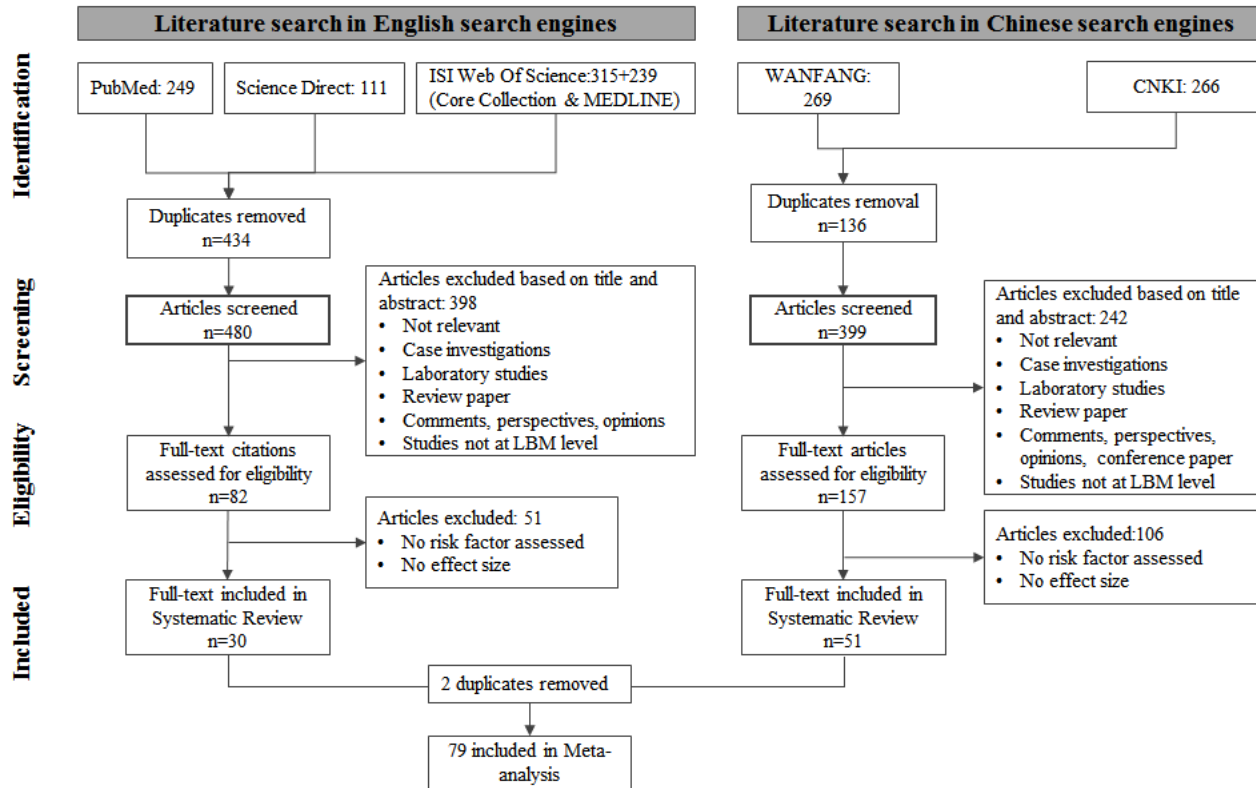 Literature search in English search engines
Literature search in Chinese search engines
Identification
PubMed: 249
Science Direct: 111
ISI Web Of Science:315+239
(Core Collection & MEDLINE)
WANFANG:
269
CNKI: 266
Duplicates removed
n=434
Duplicates removal
n=136
Screening
Articles screened
n=480
Articles excluded based on title and
abstract: 398
• Not relevant
• Case investigations
• Laboratory studies
• Review paper
• Comments, perspectives, opinions
• Studies not at LBM level
Articles screened
n=399
Articles excluded based on title
and abstract: 242
• Not relevant
• Case investigations
• Laboratory studies
• Review paper
• Comments, perspectives,
opinions, conference paper
• Studies not at LBM level
Eligibility
Full-text citations
assessed for eligibility
n=82
Articles excluded: 51
• No risk factor assessed
• No effect size
Full-text articles
assessed for eligibility
n=157
Articles excluded:106
• No risk factor assessed
• No effect size
Included
Full-text included in
Systematic Review
n=30
Full-text included in
Systematic Review
n=51
2 duplicates removed
79 included in Meta-
analysis